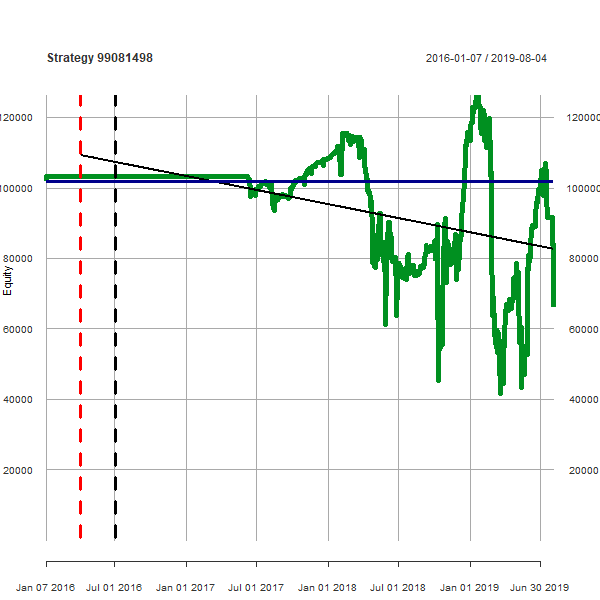 Strategy 99081498 2016-01-07 / 2019-08-04
120000 120000
100000 100000
80000 80000
Equity
60000 60000
40000 40000
20000 20000
Jan 07 2016 Jul 01 2016 Jan 01 2017 Jul 01 2017 Jan 01 2018 Jul 01 2018 Jan 01 2019 Jun 30 2019